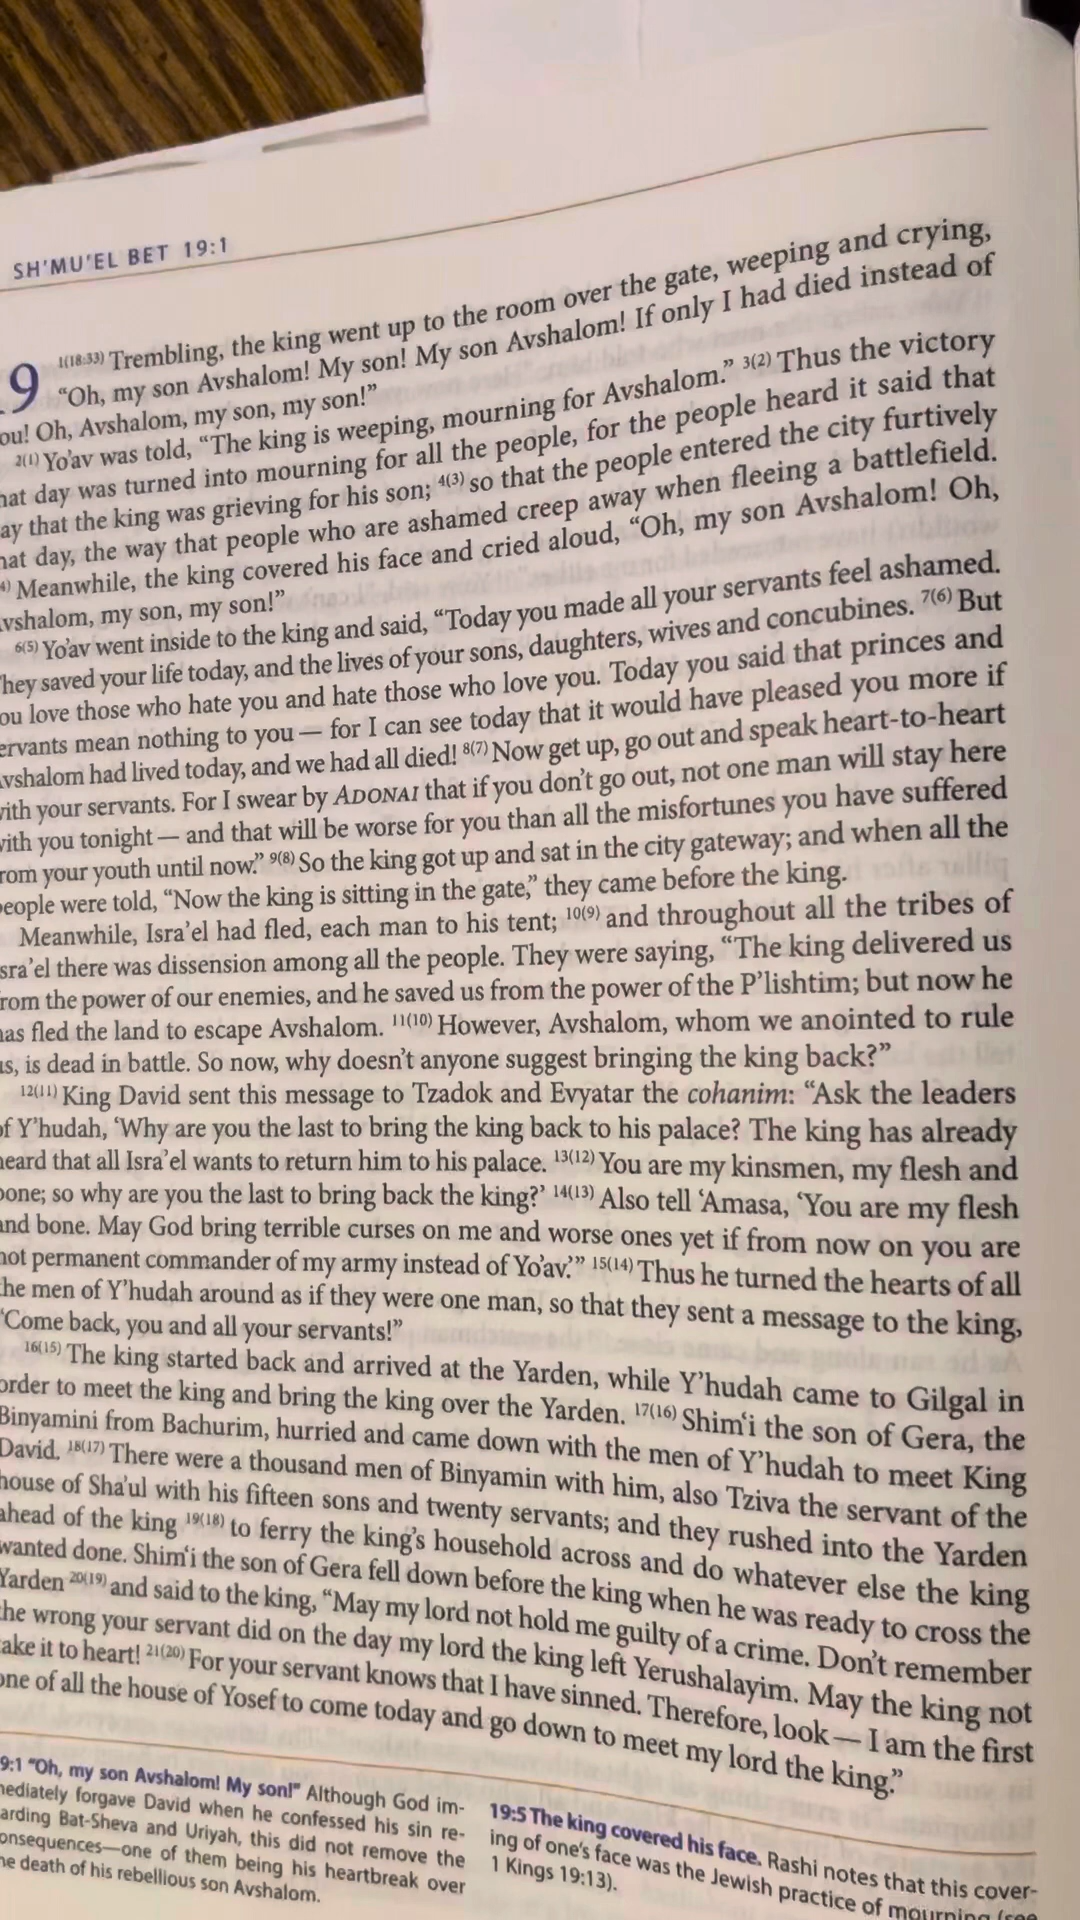 SH'MU'EL BET 19:1
9 1(18:33) Trembling, the king went up to the room over the gate, weeping and crying,
“Oh, my son Avshalom! My son! My son Avshalom! If only I had died instead of
ou! Oh, Avshalom, my son, my son!”
2(1) Yo’av was told, “The king is weeping, mourning for Avshalom.” 3(2) Thus the victory
hat day was turned into mourning for all the people, for the people heard it said that
ay that the king was grieving for his son; 4(3) so that the people entered the city furtively
hat day, the way that people who are ashamed creep away when fleeing a battlefield.
4) Meanwhile, the king covered his face and cried aloud, “Oh, my son Avshalom! Oh,
vshalom, my son, my son!”
6(5) Yo’av went inside to the king and said, “Today you made all your servants feel ashamed.
hey saved your life today, and the lives of your sons, daughters, wives and concubines. 7(6) But
ou love those who hate you and hate those who love you. Today you said that princes and
ervants mean nothing to you — for I can see today that it would have pleased you more if
vshalom had lived today, and we had all died! 8(7) Now get up, go out and speak heart-to-heart
ith your servants. For I swear by ADONAI that if you don’t go out, not one man will stay here
ith you tonight — and that will be worse for you than all the misfortunes you have suffered
rom your youth until now.” 9(8) So the king got up and sat in the city gateway; and when all the
eople were told, “Now the king is sitting in the gate,” they came before the king.
Meanwhile, Isra’el had fled, each man to his tent; 10(9) and throughout all the tribes of
sra’el there was dissension among all the people. They were saying, “The king delivered us
rom the power of our enemies, and he saved us from the power of the P’lishtim; but now he
as fled the land to escape Avshalom. 11(10) However, Avshalom, whom we anointed to rule
us, is dead in battle. So now, why doesn’t anyone suggest bringing the king back?”
12(11) King David sent this message to Tzadok and Evyatar the cohanim: “Ask the leaders
of Y’hudah, ‘Why are you the last to bring the king back to his palace? The king has already
heard that all Isra’el wants to return him to his palace. 13(12) You are my kinsmen, my flesh and
bone; so why are you the last to bring back the king?’ 14(13) Also tell ‘Amasa, ‘You are my flesh
and bone. May God bring terrible curses on me and worse ones yet if from now on you are
not permanent commander of my army instead of Yo’av.’” 15(14) Thus he turned the hearts of all
the men of Y’hudah around as if they were one man, so that they sent a message to the king,
“Come back, you and all your servants!”
16(15) The king started back and arrived at the Yarden, while Y’hudah came to Gilgal in
order to meet the king and bring the king over the Yarden. 17(16) Shim‘i the son of Gera, the
Binyamini from Bachurim, hurried and came down with the men of Y’hudah to meet King
David. 18(17) There were a thousand men of Binyamin with him, also Tziva the servant of the
house of Sha’ul with his fifteen sons and twenty servants; and they rushed into the Yarden
ahead of the king 19(18) to ferry the king’s household across and do whatever else the king
wanted done. Shim‘i the son of Gera fell down before the king when he was ready to cross the
Yarden 20(19) and said to the king, “May my lord not hold me guilty of a crime. Don’t remember
the wrong your servant did on the day my lord the king left Yerushalayim. May the king not
take it to heart! 21(20) For your servant knows that I have sinned. Therefore, look — I am the first
one of all the house of Yosef to come today and go down to meet my lord the king.”
9:1 “Oh, my son Avshalom! My son!” Although God im-
mediately forgave David when he confessed his sin re-
arding Bat-Sheva and Uriyah, this did not remove the
onsequences—one of them being his heartbreak over
he death of his rebellious son Avshalom.
19:5 The king covered his face. Rashi notes that this cover-
ing of one’s face was the Jewish practice of mourning (see
1 Kings 19:13).